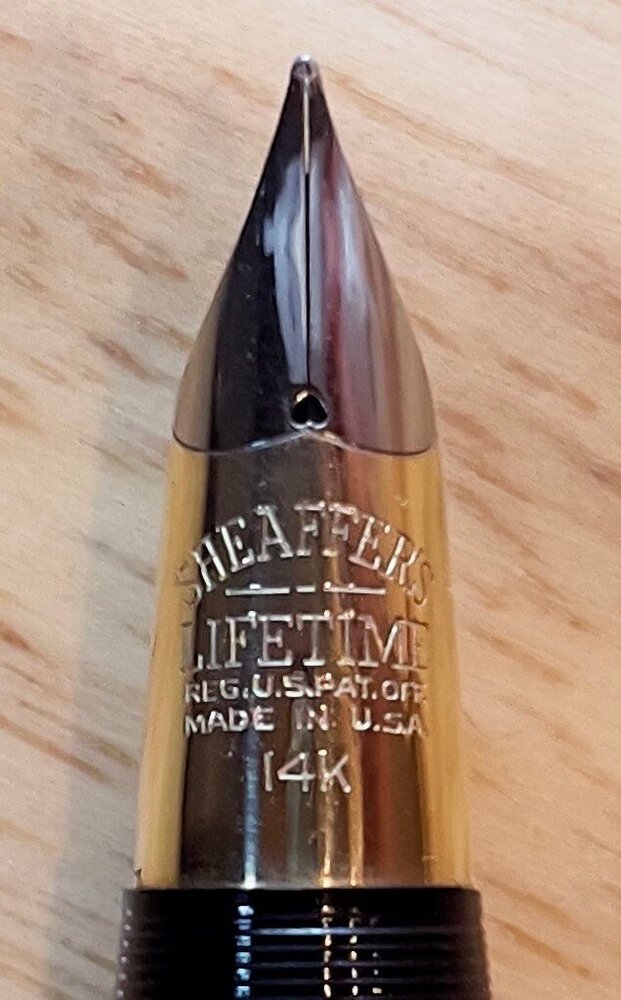 SHEAFFER'S
LIFETIME
REG.U.S.PAT.OFF.
MADE IN U.S.A.
14K